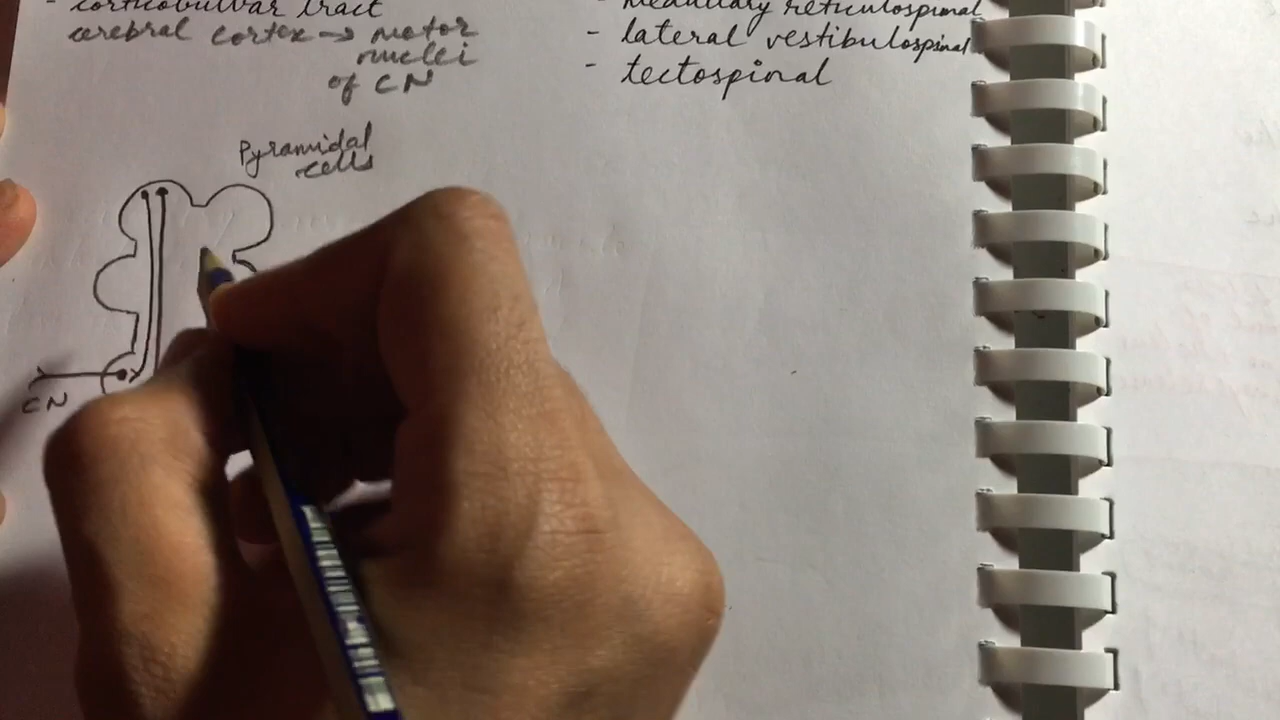 - corticobulbar tract
cerebral cortex → motor
nuclei
of CN
- medullary reticulospinal
- lateral vestibulospinal
- tectospinal
Pyramidal
cells
CN